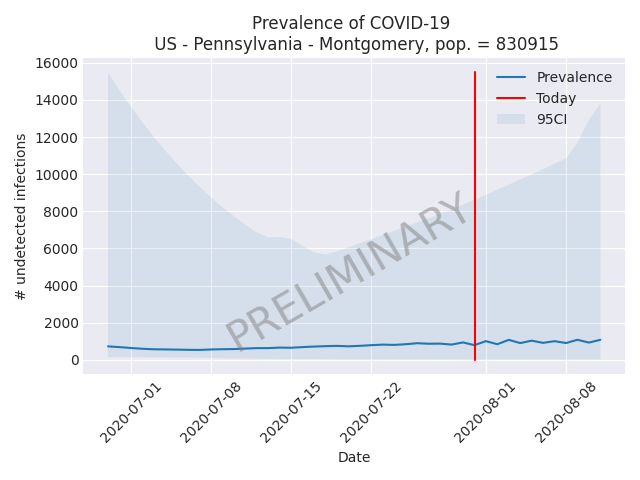 Prevalence of COVID-19
US - Pennsylvania - Montgomery, pop. = 830915
16000
14000
12000
10000
8000
6000
4000
2000
0
# undetected infections
Prevalence
Today
95CI
PRELIMINARY
2020-07-01
2020-07-08
2020-07-15
2020-07-22
2020-08-01
2020-08-08
Date